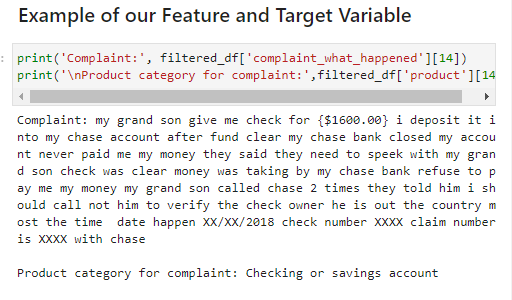 Example of our Feature and Target Variable
print('Complaint:', filtered_df['complaint_what_happened'][14])
print('\nProduct category for complaint:',filtered_df['product'][14
Complaint: my grand son give me check for {$1600.00} i deposit it i
nto my chase account after fund clear my chase bank closed my accou
nt never paid me my money they said they need to speek with my gran
d son check was clear money was taking by my chase bank refuse to p
ay me my money my grand son called chase 2 times they told him i sh
ould call not him to verify the check owner he is out the country m
ost the time  date happen XX/XX/2018 check number XXXX claim number
is XXXX with chase
Product category for complaint: Checking or savings account